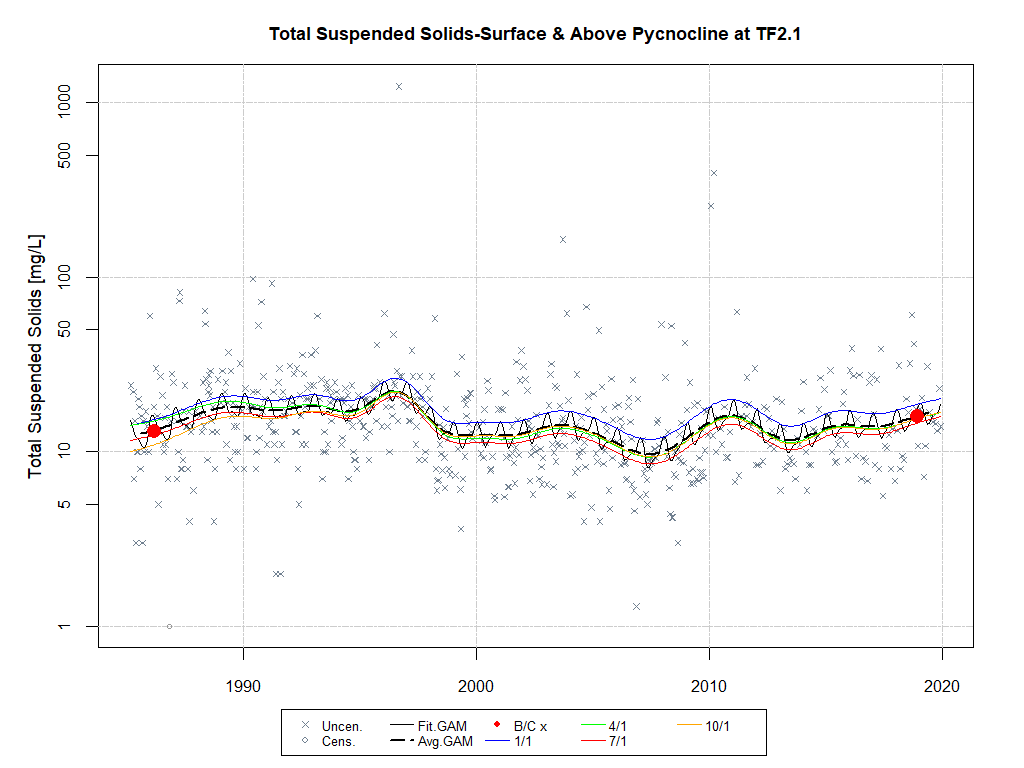 Total Suspended Solids-Surface & Above Pycnocline at TF2.1
Total Suspended Solids [mg/L]
1000
500
100
50
10
5
1
1990 2000 2010 2020
Uncen. Fit.GAM B/C x 4/1 10/1
Cens. Avg.GAM 1/1 7/1